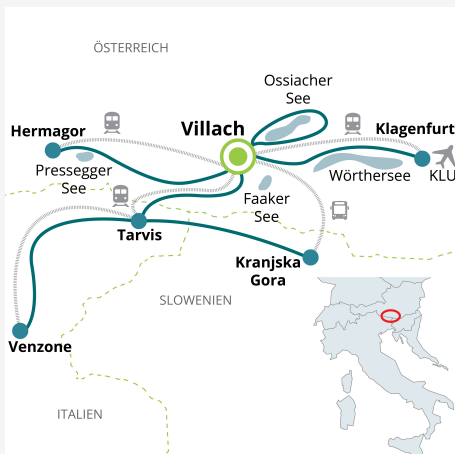 ÖSTERREICH
Ossiacher
See
Villach
Hermagor
Klagenfurt
Pressegger
See
Wörthersee
KLU
Faaker
See
Tarvis
Kranjska
Gora
SLOWENIEN
Venzone
ITALIEN